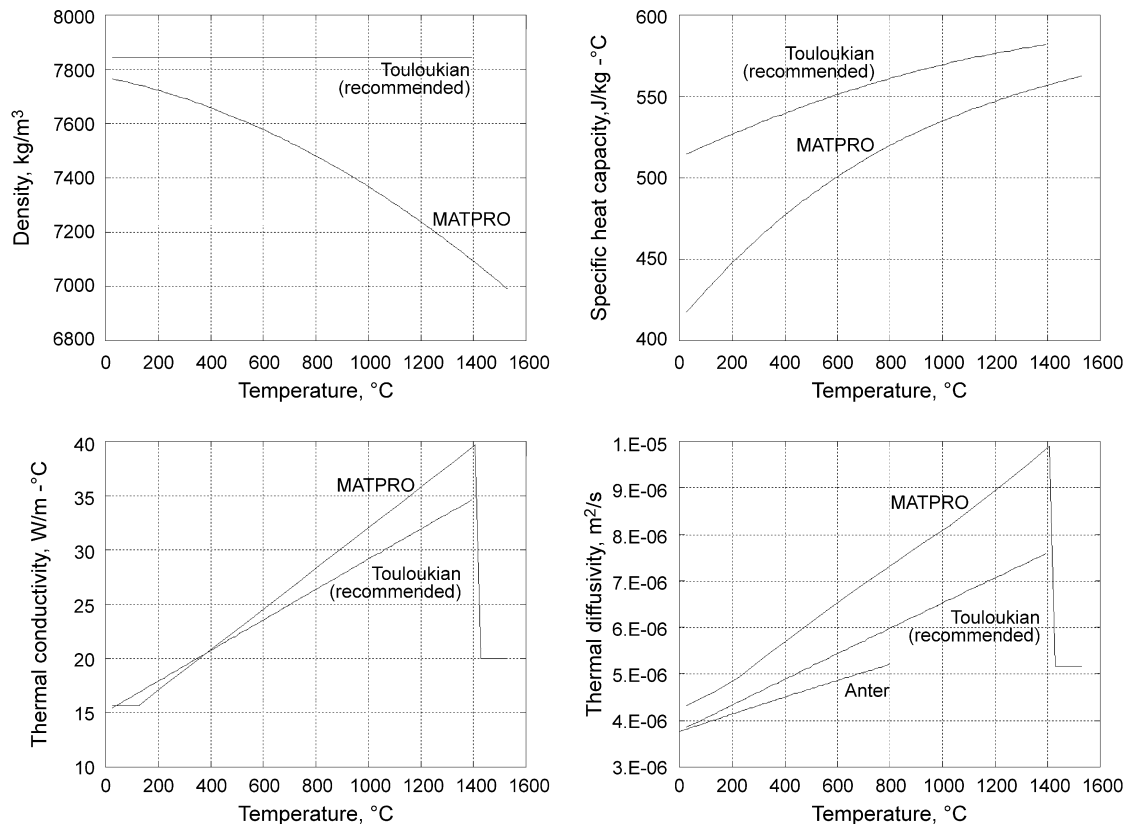 8000
7800
7600
7400
7200
7000
6800
Density, kg/m³
Touloukian
(recommended)
MATPRO
0 200 400 600 800 1000 1200 1400 1600
Temperature, °C
600
550
500
450
400
Specific heat capacity,J/kg -°C
Touloukian
(recommended)
MATPRO
0 200 400 600 800 1000 1200 1400 1600
Temperature, °C
40
35
30
25
20
15
10
Thermal conductivity, W/m -°C
MATPRO
Touloukian
(recommended)
0 200 400 600 800 1000 1200 1400 1600
Temperature, °C
1.E-05
9.E-06
8.E-06
7.E-06
6.E-06
5.E-06
4.E-06
3.E-06
Thermal diffusivity, m²/s
MATPRO
Touloukian
(recommended)
Anter
0 200 400 600 800 1000 1200 1400 1600
Temperature, °C